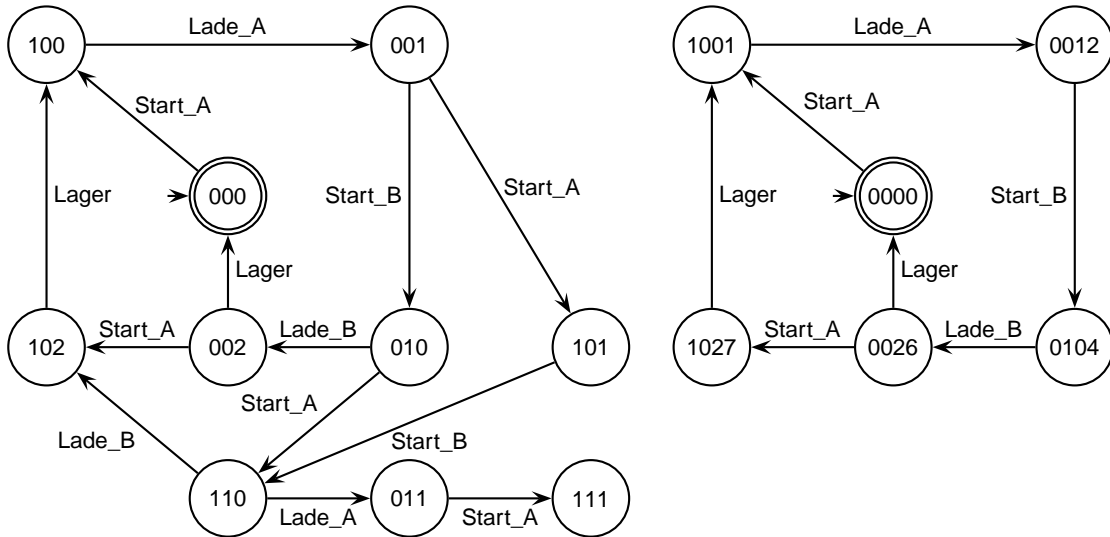 100 Lade_A 001 1001 Lade_A 0012
Start_A Start_A
Lager Start_B Start_A Lager Start_B
000 0000
Lager Lager
102 Start_A 002 Lade_B 010 101 1027 Start_A 0026 Lade_B 0104
Start_A
Lade_B Start_B
110 Lade_A 011 Start_A 111